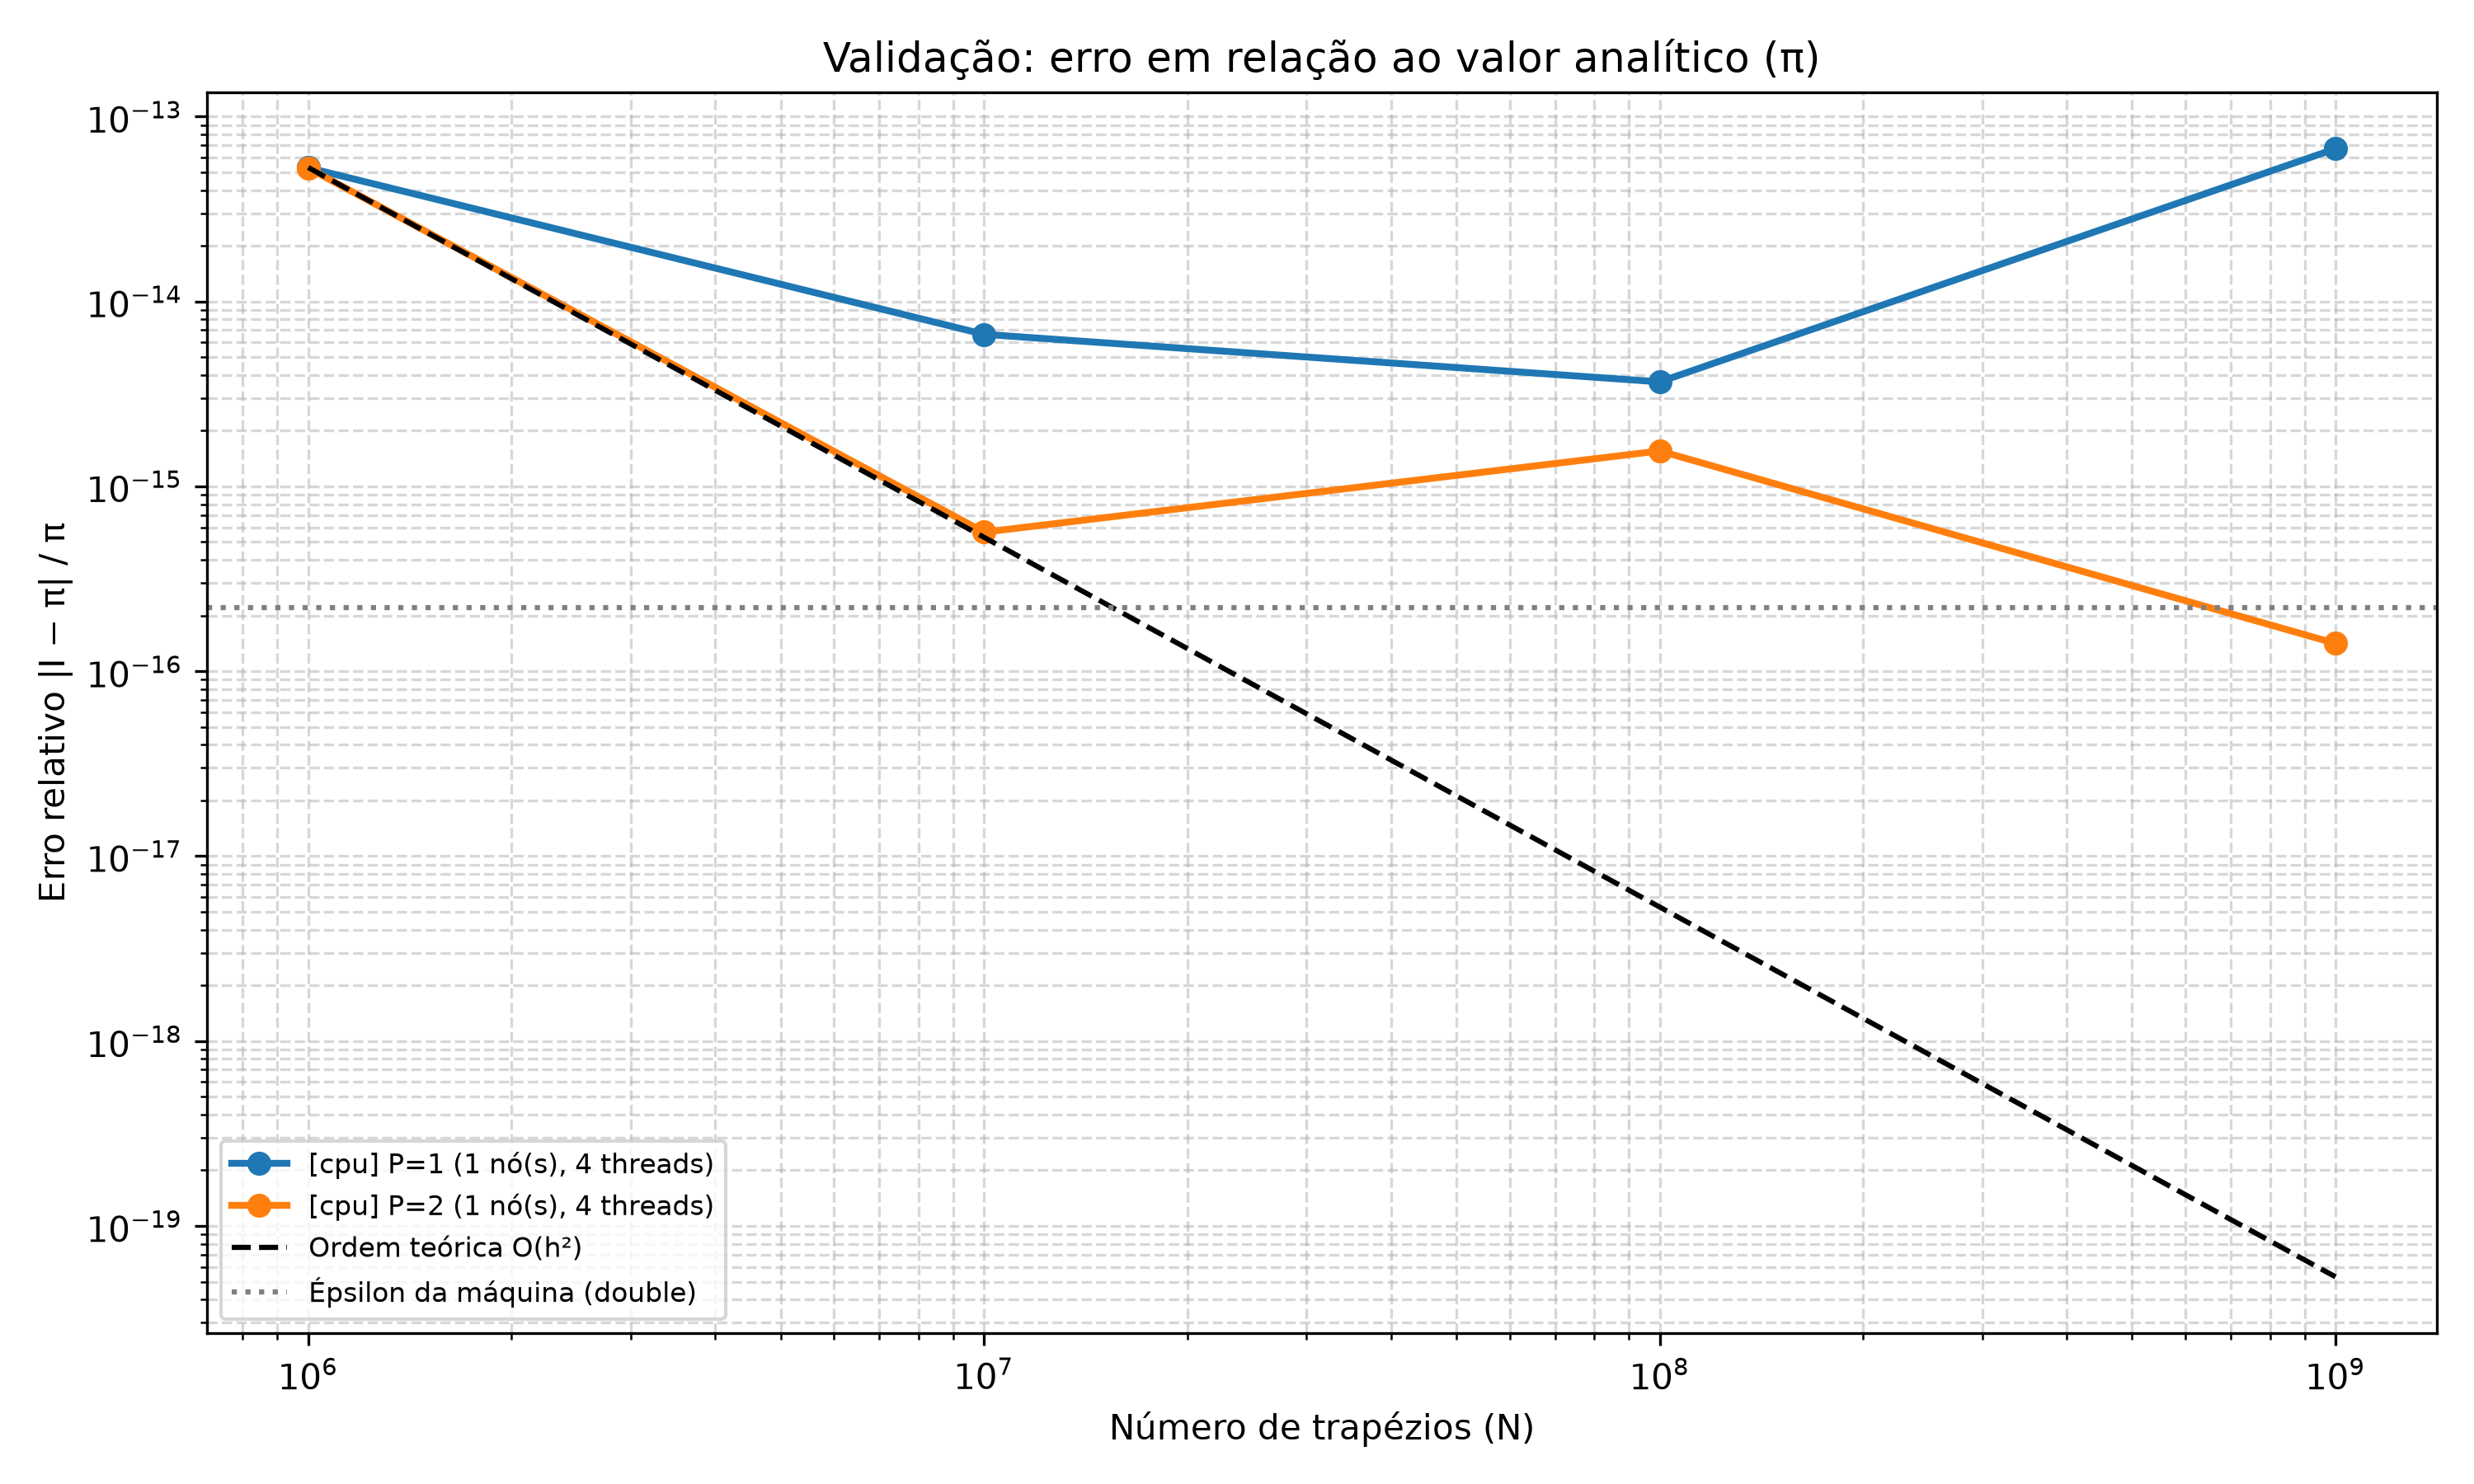 Validação: erro em relação ao valor analítico (π)
Erro relativo ||I − π| / π
10⁻¹³
10⁻¹⁴
10⁻¹⁵
10⁻¹⁶
10⁻¹⁷
10⁻¹⁸
10⁻¹⁹
[cpu] P=1 (1 nó(s), 4 threads)
[cpu] P=2 (1 nó(s), 4 threads)
Ordem teórica O(h²)
Épsilon da máquina (double)
10⁶ 10⁷ 10⁸ 10⁹
Número de trapézios (N)